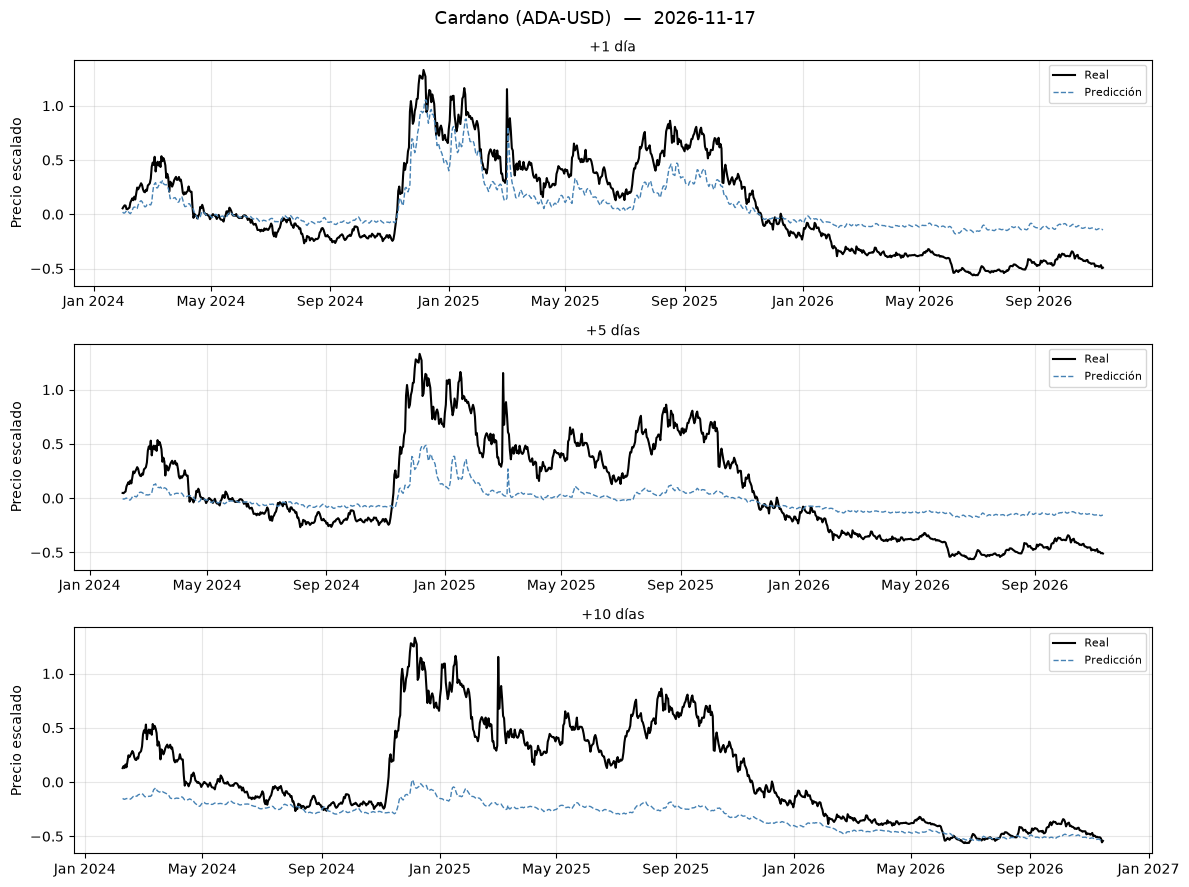 Cardano (ADA-USD) — 2026-11-17
+1 día
Precio escalado
1.0
0.5
0.0
−0.5
Real
Predicción
Jan 2024 May 2024 Sep 2024 Jan 2025 May 2025 Sep 2025 Jan 2026 May 2026 Sep 2026
+5 días
Precio escalado
1.0
0.5
0.0
−0.5
Real
Predicción
Jan 2024 May 2024 Sep 2024 Jan 2025 May 2025 Sep 2025 Jan 2026 May 2026 Sep 2026
+10 días
Precio escalado
1.0
0.5
0.0
−0.5
Real
Predicción
Jan 2024 May 2024 Sep 2024 Jan 2025 May 2025 Sep 2025 Jan 2026 May 2026 Sep 2026 Jan 2027